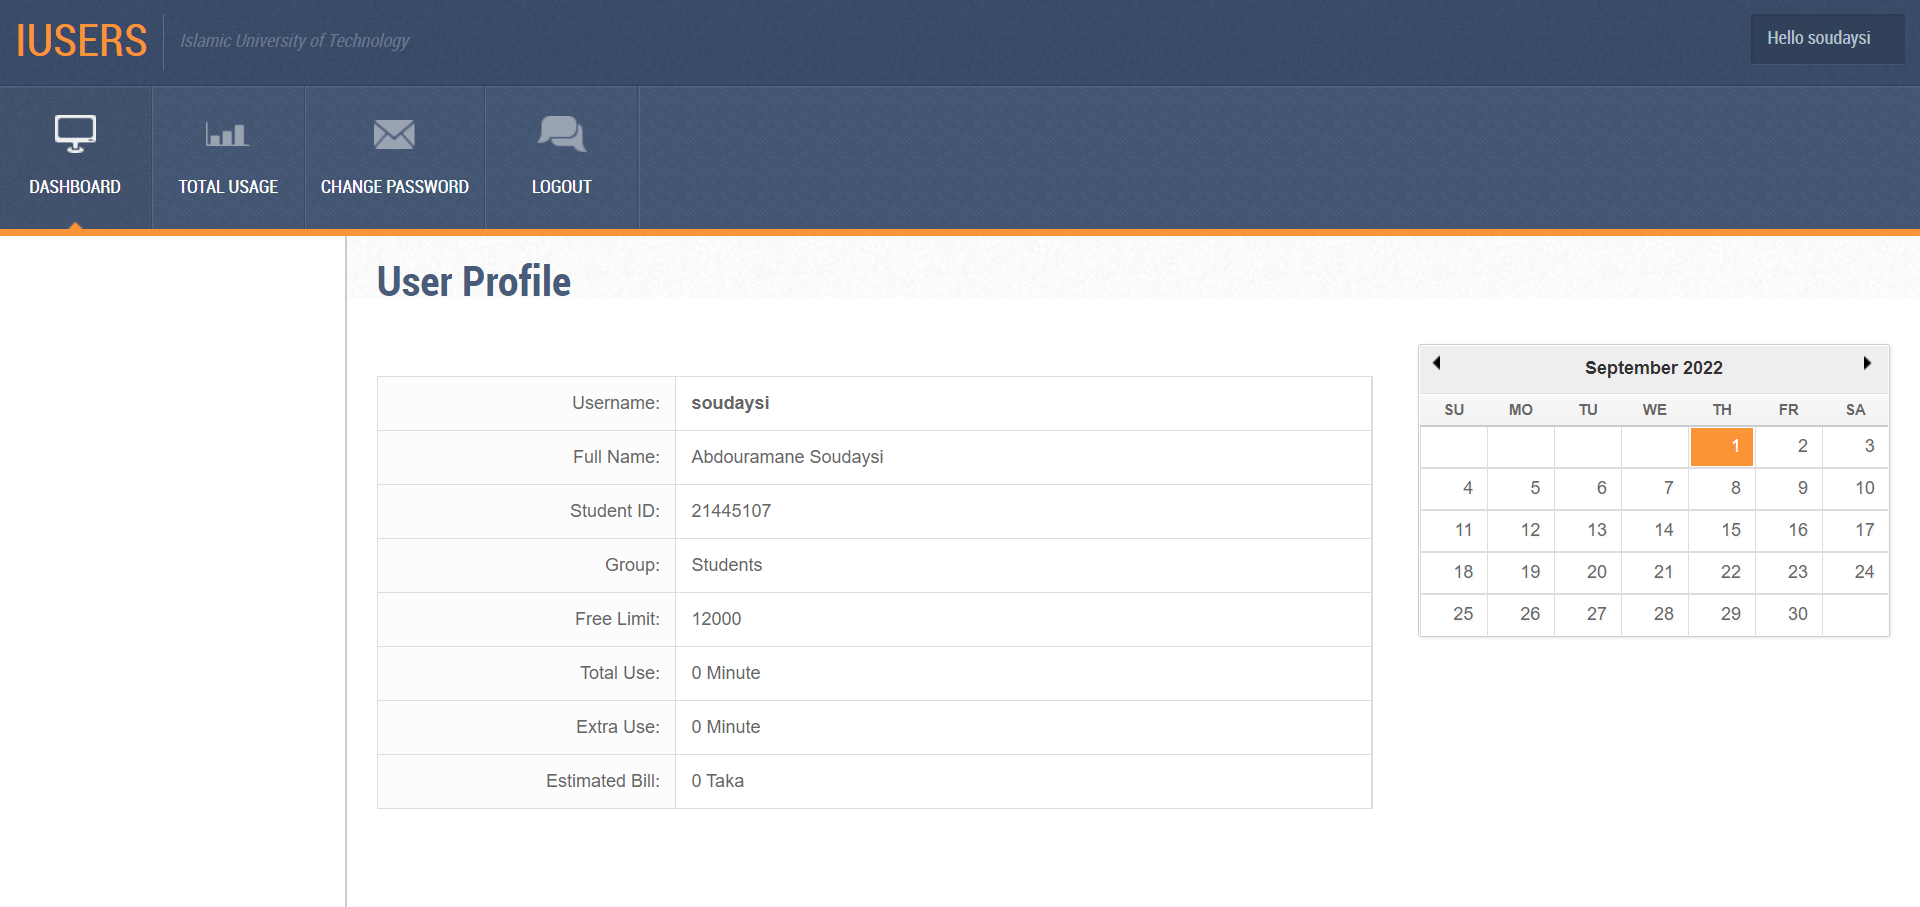 IUSERS
Islamic University of Technology
Hello soudaysi
DASHBOARD
TOTAL USAGE
CHANGE PASSWORD
LOGOUT
User Profile
Username: soudaysi
Full Name: Abdouramane Soudaysi
Student ID: 21445107
Group: Students
Free Limit: 12000
Total Use: 0 Minute
Extra Use: 0 Minute
Estimated Bill: 0 Taka
September 2022
SU MO TU WE TH FR SA
1 2 3
4 5 6 7 8 9 10
11 12 13 14 15 16 17
18 19 20 21 22 23 24
25 26 27 28 29 30